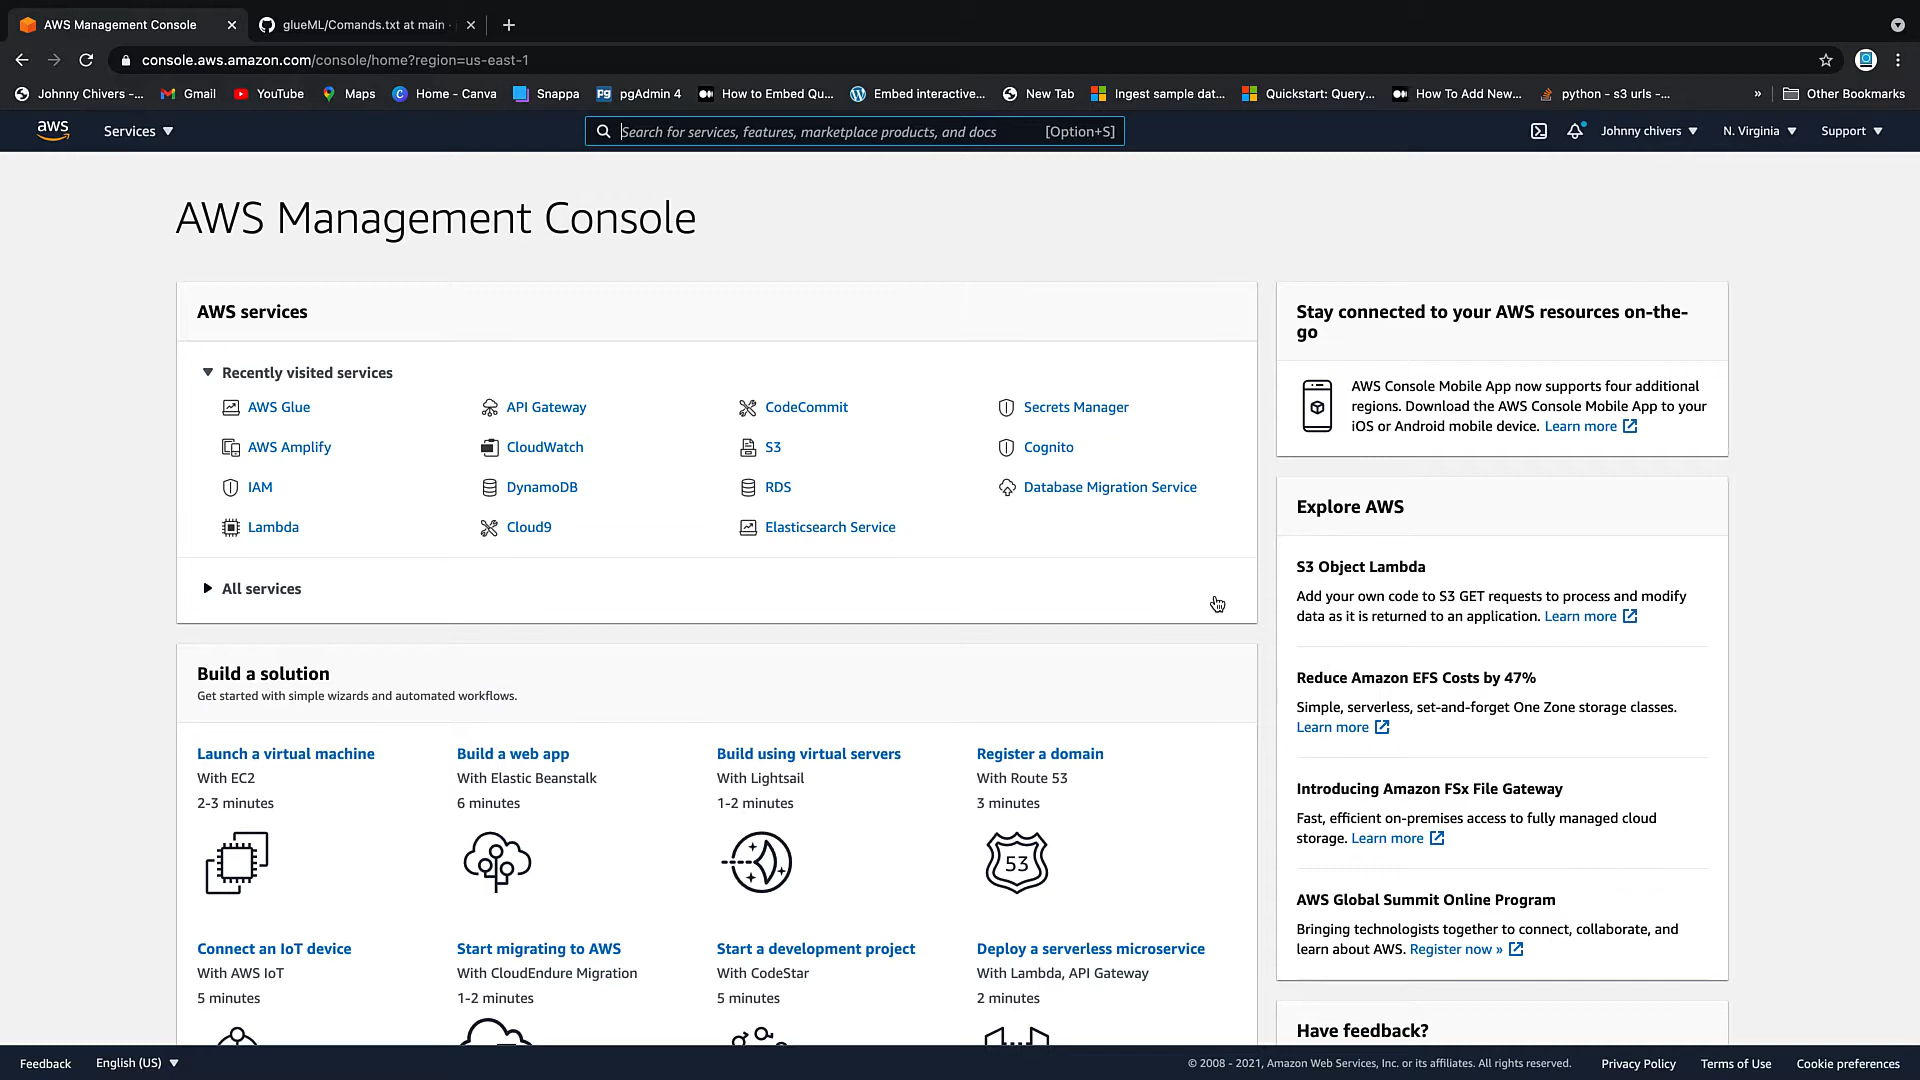 AWS Management Console
glueML/Comands.txt at main ·
console.aws.amazon.com/console/home?region=us-east-1
Johnny Chivers -...
Gmail
YouTube
Maps
Home - Canva
Snappa
pgAdmin 4
How to Embed Qu...
Embed interactive...
New Tab
Ingest sample dat...
Quickstart: Query...
How To Add New...
python - s3 urls -...
»
Other Bookmarks
aws
Services
Search for services, features, marketplace products, and docs
[Option+S]
Johnny chivers
N. Virginia
Support
AWS Management Console
AWS services
Recently visited services
AWS Glue
API Gateway
CodeCommit
Secrets Manager
AWS Amplify
CloudWatch
S3
Cognito
IAM
DynamoDB
RDS
Database Migration Service
Lambda
Cloud9
Elasticsearch Service
All services
Build a solution
Get started with simple wizards and automated workflows.
Launch a virtual machine
With EC2
2-3 minutes
Build a web app
With Elastic Beanstalk
6 minutes
Build using virtual servers
With Lightsail
1-2 minutes
Register a domain
With Route 53
3 minutes
53
Connect an IoT device
With AWS IoT
5 minutes
Start migrating to AWS
With CloudEndure Migration
1-2 minutes
Start a development project
With CodeStar
5 minutes
Deploy a serverless microservice
With Lambda, API Gateway
2 minutes
Stay connected to your AWS resources on-the-
go
AWS Console Mobile App now supports four additional
regions. Download the AWS Console Mobile App to your
iOS or Android mobile device. Learn more
Explore AWS
S3 Object Lambda
Add your own code to S3 GET requests to process and modify
data as it is returned to an application. Learn more
Reduce Amazon EFS Costs by 47%
Simple, serverless, set-and-forget One Zone storage classes.
Learn more
Introducing Amazon FSx File Gateway
Fast, efficient on-premises access to fully managed cloud
storage. Learn more
AWS Global Summit Online Program
Bringing technologists together to connect, collaborate, and
learn about AWS. Register now »
Have feedback?
Feedback
English (US)
© 2008 - 2021, Amazon Web Services, Inc. or its affiliates. All rights reserved.
Privacy Policy
Terms of Use
Cookie preferences